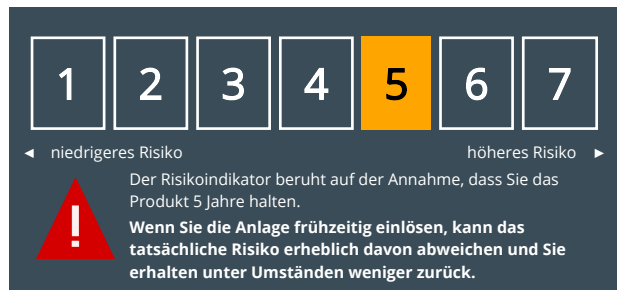 1 2 3 4 5 6 7
◄ niedrigeres Risiko höheres Risiko ►
Der Risikoindikator beruht auf der Annahme, dass Sie das
Produkt 5 Jahre halten.
Wenn Sie die Anlage frühzeitig einlösen, kann das
tatsächliche Risiko erheblich davon abweichen und Sie
erhalten unter Umständen weniger zurück.
!